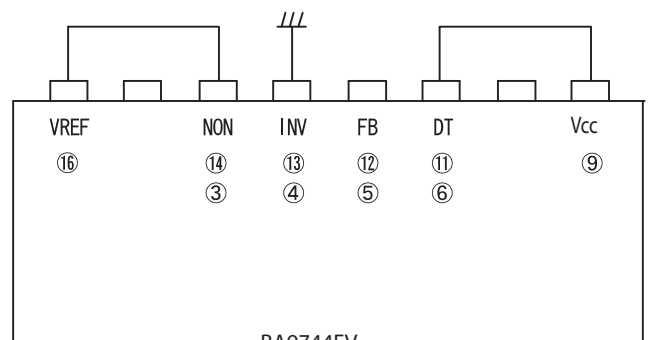 VREF NON INV FB DT Vcc
⑯ ⑭ ⑬ ⑫ ⑪ ⑨
③ ④ ⑤ ⑥